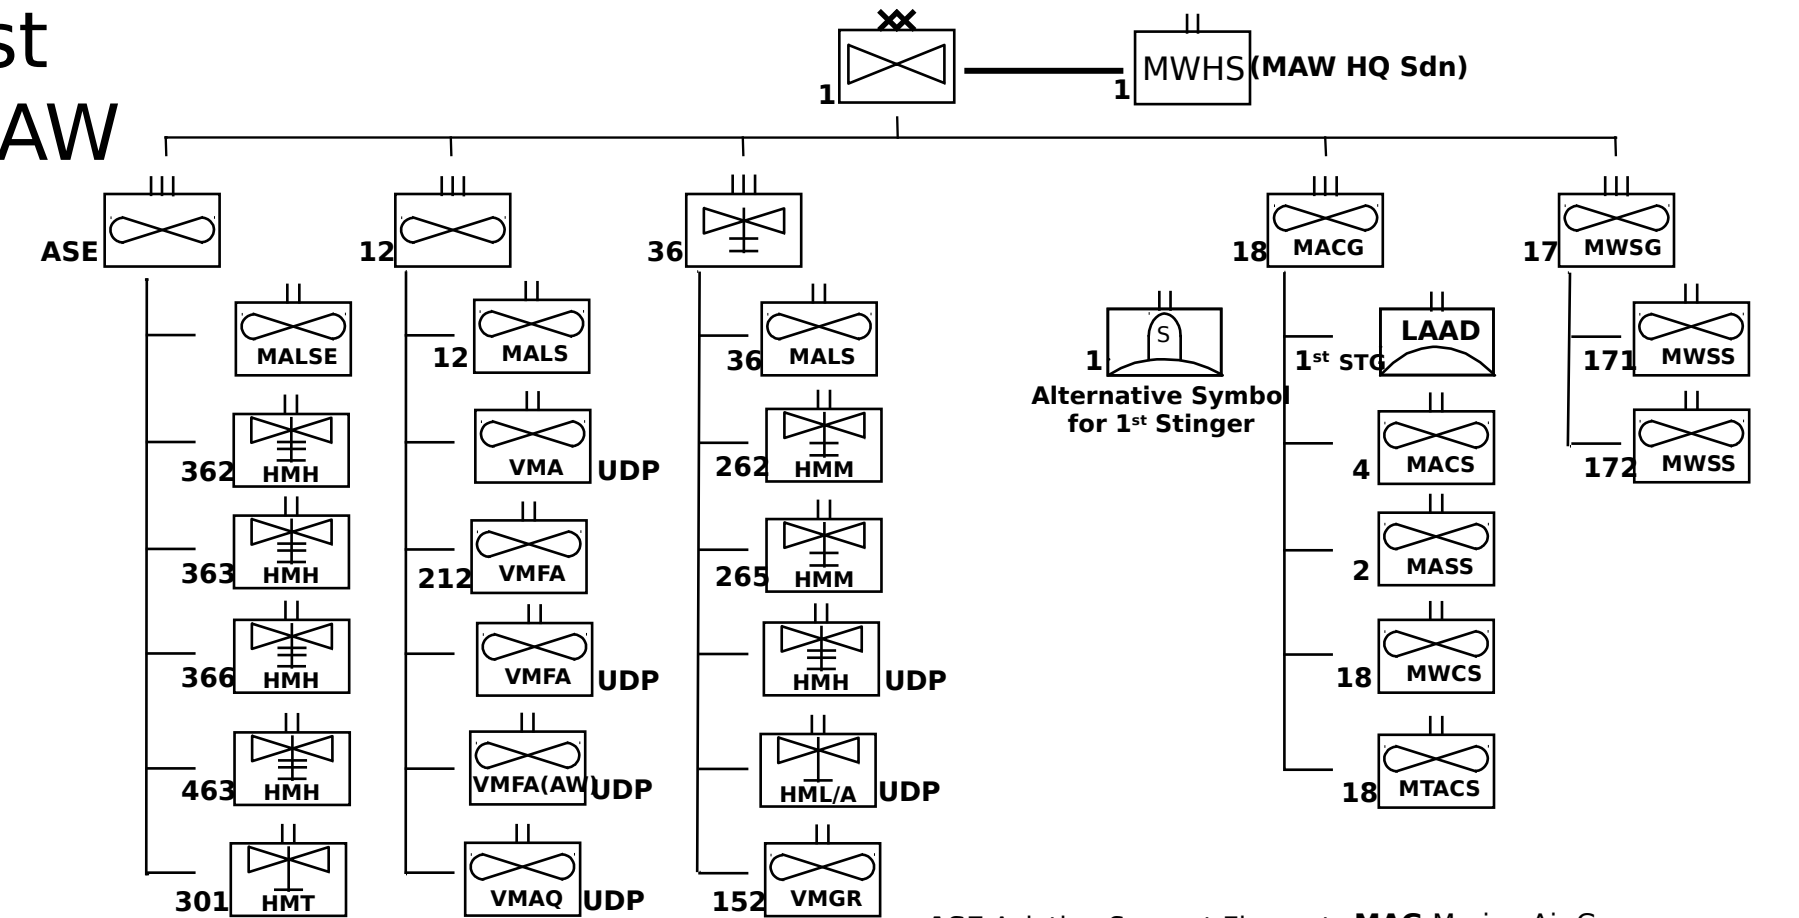 st
AW
1
1
MWHS
(MAW HQ Sdn)
ASE
12
36
18
MACG
17
MWSG
MALSE
362
HMH
363
HMH
366
HMH
463
HMH
301
HMT
12
MALS
VMA
UDP
212
VMFA
VMFA
UDP
VMFA(AW)
UDP
VMAQ
UDP
36
MALS
262
HMM
265
HMM
HMH
UDP
HML/A
UDP
152
VMGR
1
S
Alternative Symbol
for 1st Stinger
1st STG
LAAD
4
MACS
2
MASS
18
MWCS
18
MTACS
171
MWSS
172
MWSS